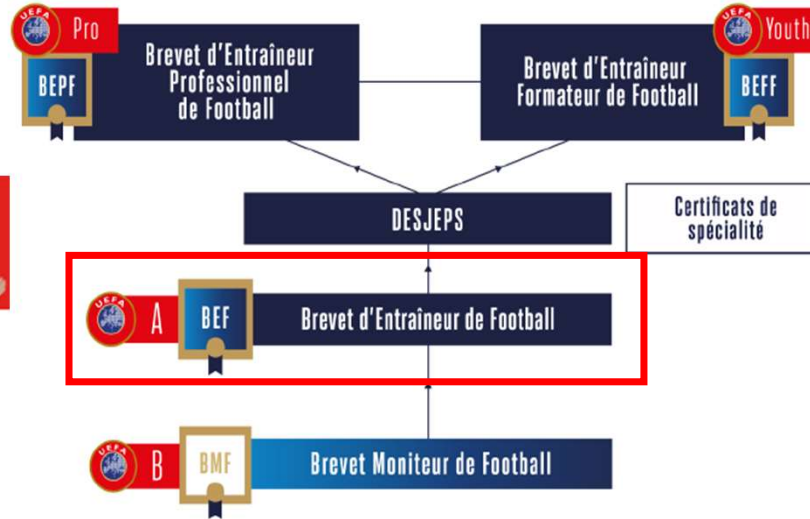 UEFA
Pro
BEPF
Brevet d'Entraîneur
Professionnel
de Football
UEFA
Youth
Brevet d'Entraîneur
Formateur de Football
BEFF
DESJEPS
Certificats de
spécialité
UEFA
A
BEF
Brevet d'Entraîneur de Football
UEFA
B
BMF
Brevet Moniteur de Football